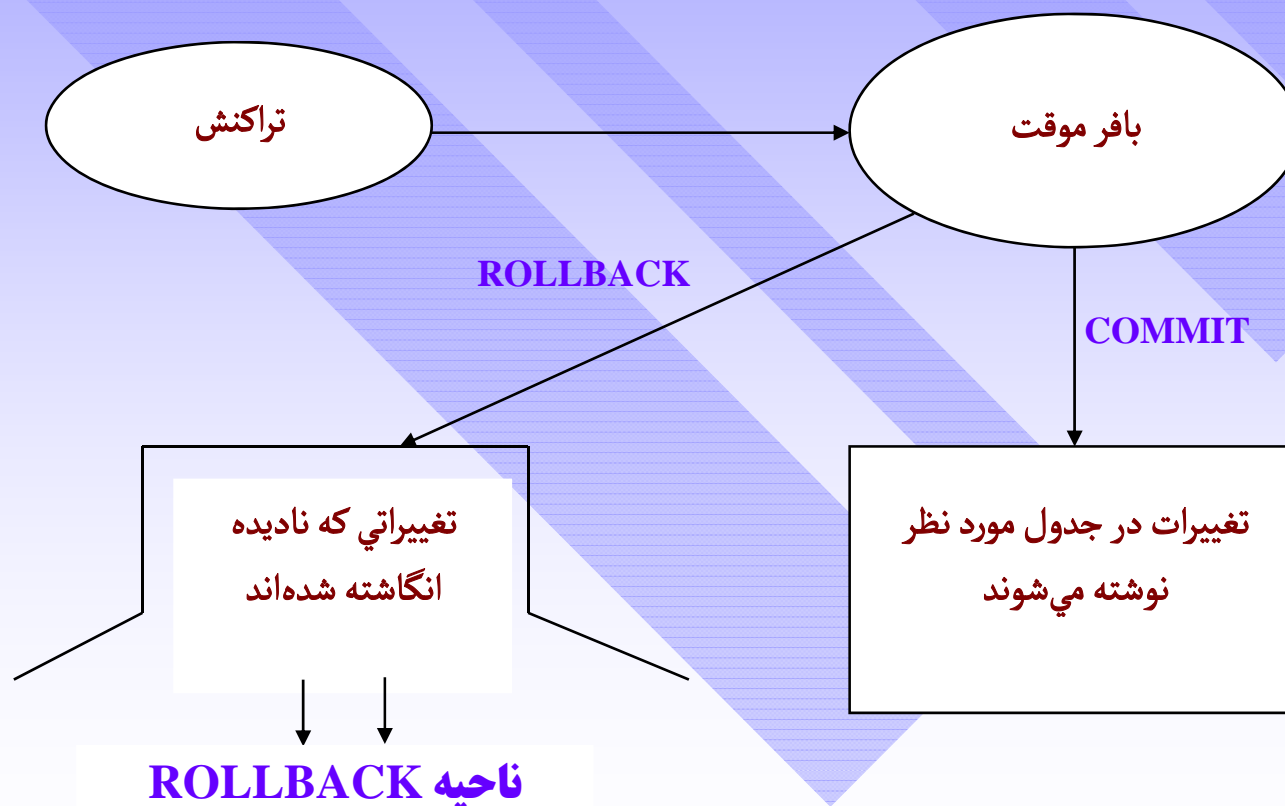 تراکنش
بافر موقت
ROLLBACK
COMMIT
تغييراتي که ناديده
انگاشته شده‌اند
تغييرات در جدول مورد نظر
نوشته مي‌شوند
ناحيه ROLLBACK